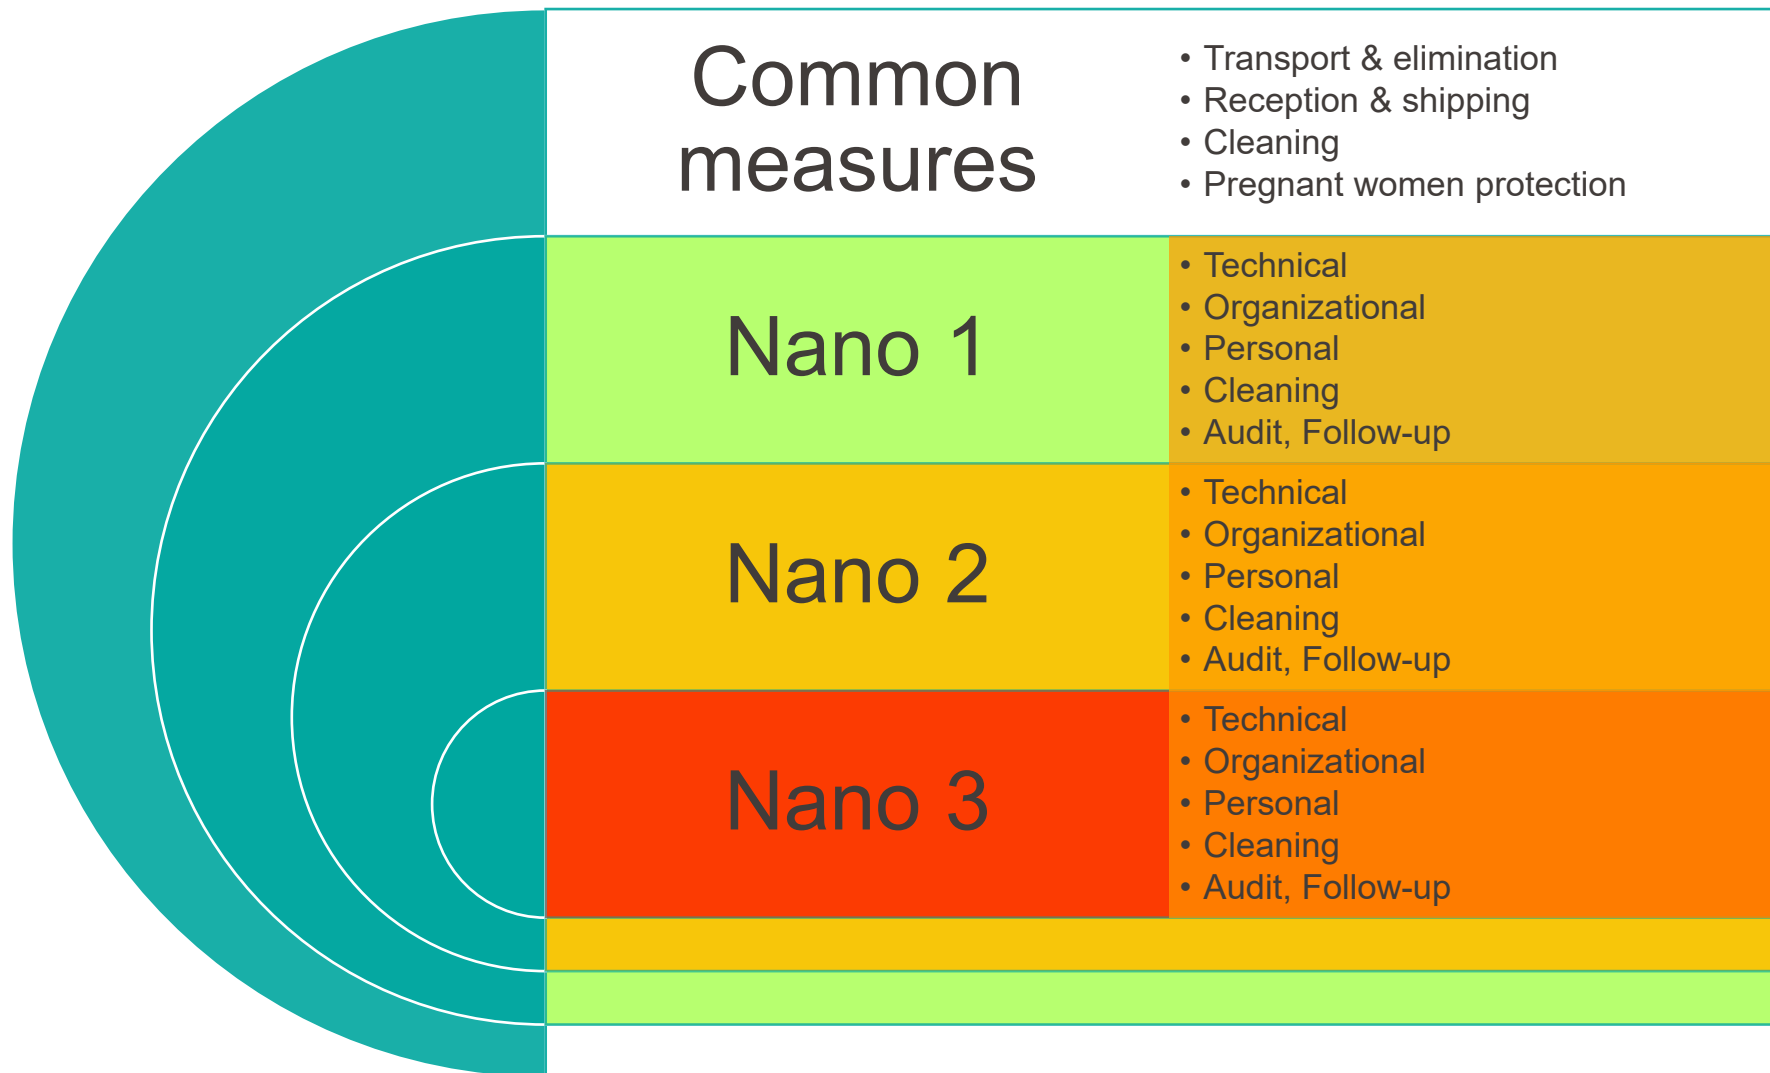 Common
measures
• Transport & elimination
• Reception & shipping
• Cleaning
• Pregnant women protection
Nano 1
• Technical
• Organizational
• Personal
• Cleaning
• Audit, Follow-up
Nano 2
• Technical
• Organizational
• Personal
• Cleaning
• Audit, Follow-up
Nano 3
• Technical
• Organizational
• Personal
• Cleaning
• Audit, Follow-up